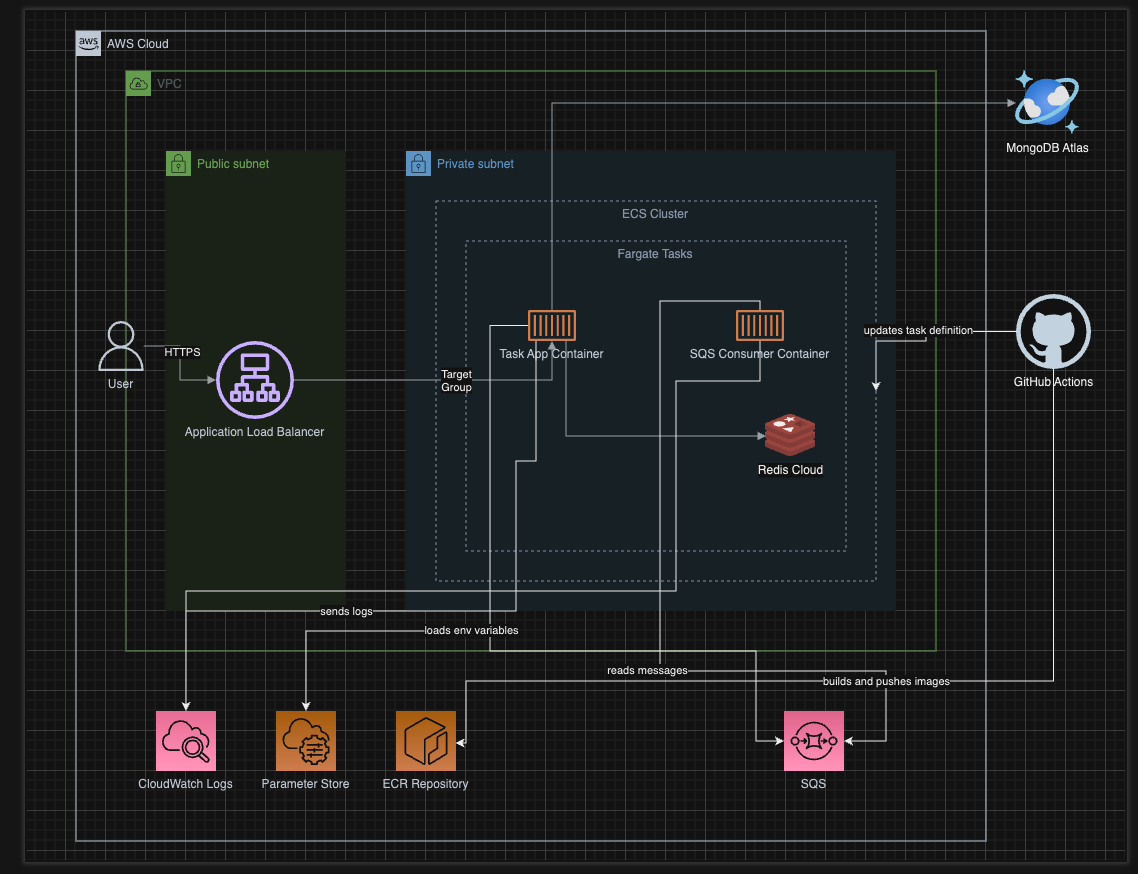 aws
AWS Cloud
VPC
Public subnet
Private subnet
MongoDB Atlas
ECS Cluster
Fargate Tasks
HTTPS
User
Application Load Balancer
Target
Group
Task App Container
SQS Consumer Container
updates task definition
GitHub Actions
Redis Cloud
sends logs
loads env variables
reads messages
builds and pushes images
CloudWatch Logs
Parameter Store
ECR Repository
SQS